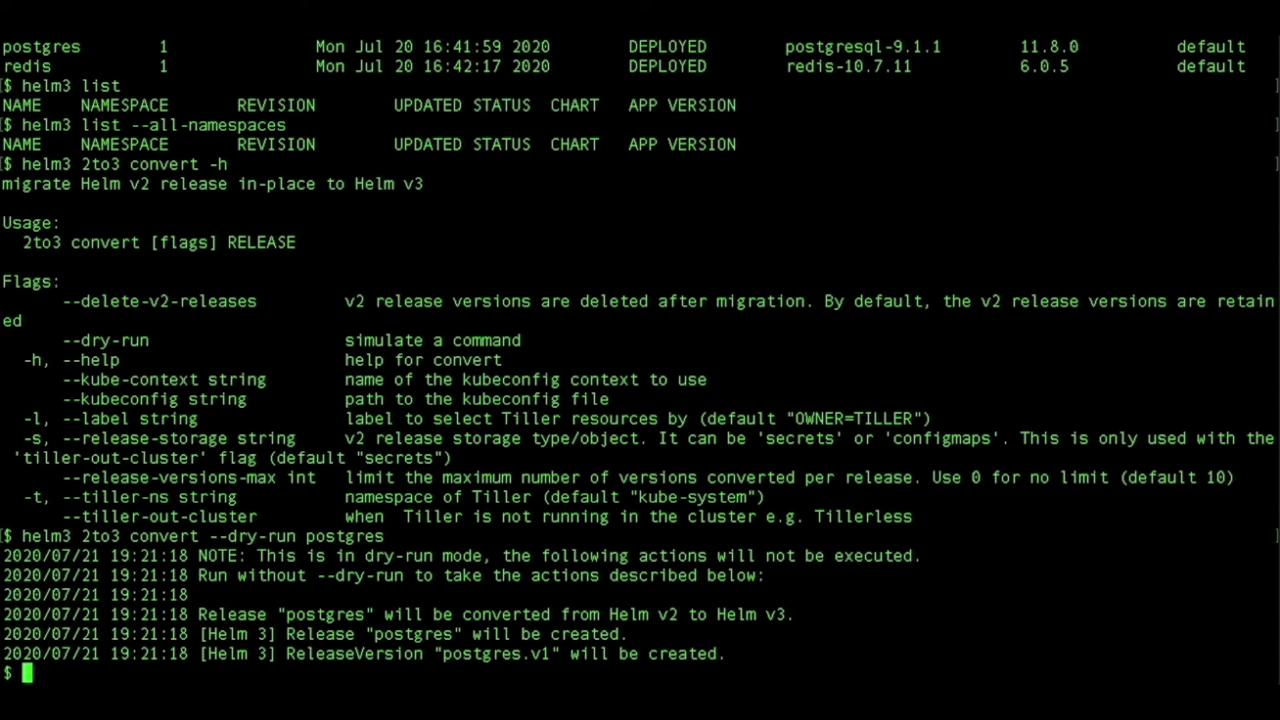 postgres 1 Mon Jul 20 16:41:59 2020 DEPLOYED postgresql-9.1.1 11.8.0 default
redis 1 Mon Jul 20 16:42:17 2020 DEPLOYED redis-10.7.11 6.0.5 default
[$ helm3 list ]
NAME NAMESPACE REVISION UPDATED STATUS CHART APP VERSION
[$ helm3 list --all-namespaces ]
NAME NAMESPACE REVISION UPDATED STATUS CHART APP VERSION
[$ helm3 2to3 convert -h ]
migrate Helm v2 release in-place to Helm v3
Usage:
2to3 convert [flags] RELEASE
Flags:
--delete-v2-releases v2 release versions are deleted after migration. By default, the v2 release versions are retain
ed
--dry-run simulate a command
-h, --help help for convert
--kube-context string name of the kubeconfig context to use
--kubeconfig string path to the kubeconfig file
-l, --label string label to select Tiller resources by (default "OWNER=TILLER")
-s, --release-storage string v2 release storage type/object. It can be 'secrets' or 'configmaps'. This is only used with the
'tiller-out-cluster' flag (default "secrets")
--release-versions-max int limit the maximum number of versions converted per release. Use 0 for no limit (default 10)
-t, --tiller-ns string namespace of Tiller (default "kube-system")
--tiller-out-cluster when Tiller is not running in the cluster e.g. Tillerless
[$ helm3 2to3 convert --dry-run postgres ]
2020/07/21 19:21:18 NOTE: This is in dry-run mode, the following actions will not be executed.
2020/07/21 19:21:18 Run without --dry-run to take the actions described below:
2020/07/21 19:21:18
2020/07/21 19:21:18 Release "postgres" will be converted from Helm v2 to Helm v3.
2020/07/21 19:21:18 [Helm 3] Release "postgres" will be created.
2020/07/21 19:21:18 [Helm 3] ReleaseVersion "postgres.v1" will be created.
$